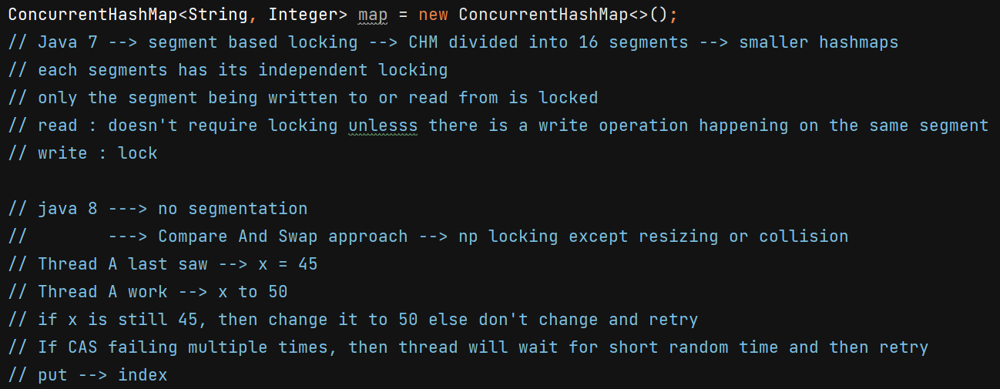 ConcurrentHashMap<String, Integer> map = new ConcurrentHashMap<>();
// Java 7 --> segment based locking --> CHM divided into 16 segments --> smaller hashmaps
// each segments has its independent locking
// only the segment being written to or read from is locked
// read : doesn't require locking unlesss there is a write operation happening on the same segment
// write : lock
// java 8 ---> no segmentation
//        ---> Compare And Swap approach --> np locking except resizing or collision
// Thread A last saw --> x = 45
// Thread A work --> x to 50
// if x is still 45, then change it to 50 else don't change and retry
// If CAS failing multiple times, then thread will wait for short random time and then retry
// put --> index